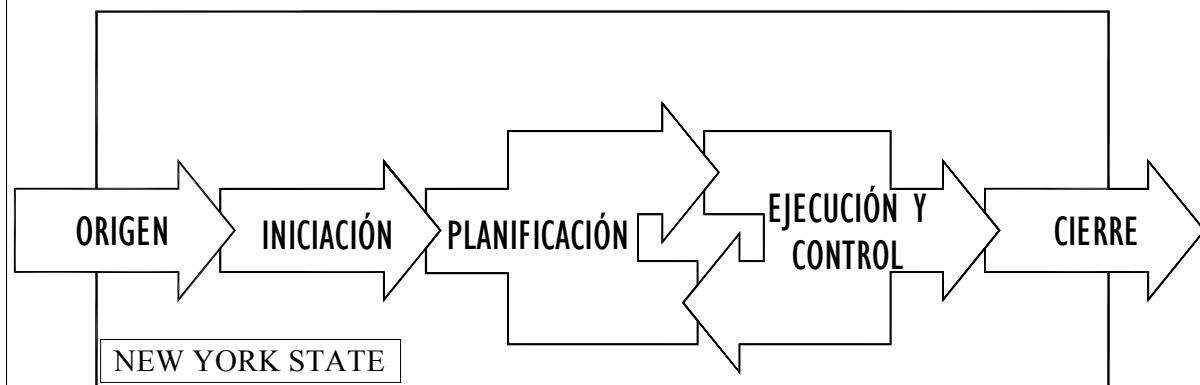 ORIGEN
INICIACIÓN
PLANIFICACIÓN
EJECUCIÓN Y
CONTROL
CIERRE
NEW YORK STATE